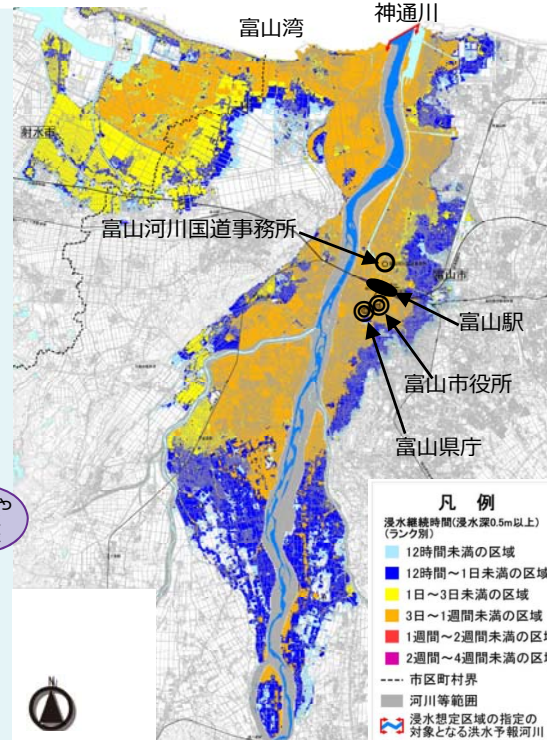 富山湾
神通川
射水市
富山河川国道事務所
富山市
富山駅
富山市役所
富山県庁
や
凡 例
浸水継続時間(浸水深0.5m以上)
(ランク別)
12時間未満の区域
12時間～1日未満の区域
1日～3日未満の区域
3日～1週間未満の区域
1週間～2週間未満の区
2週間～4週間未満の区
市区町村界
河川等範囲
浸水想定区域の指定の
対象となる洪水予報河川
N